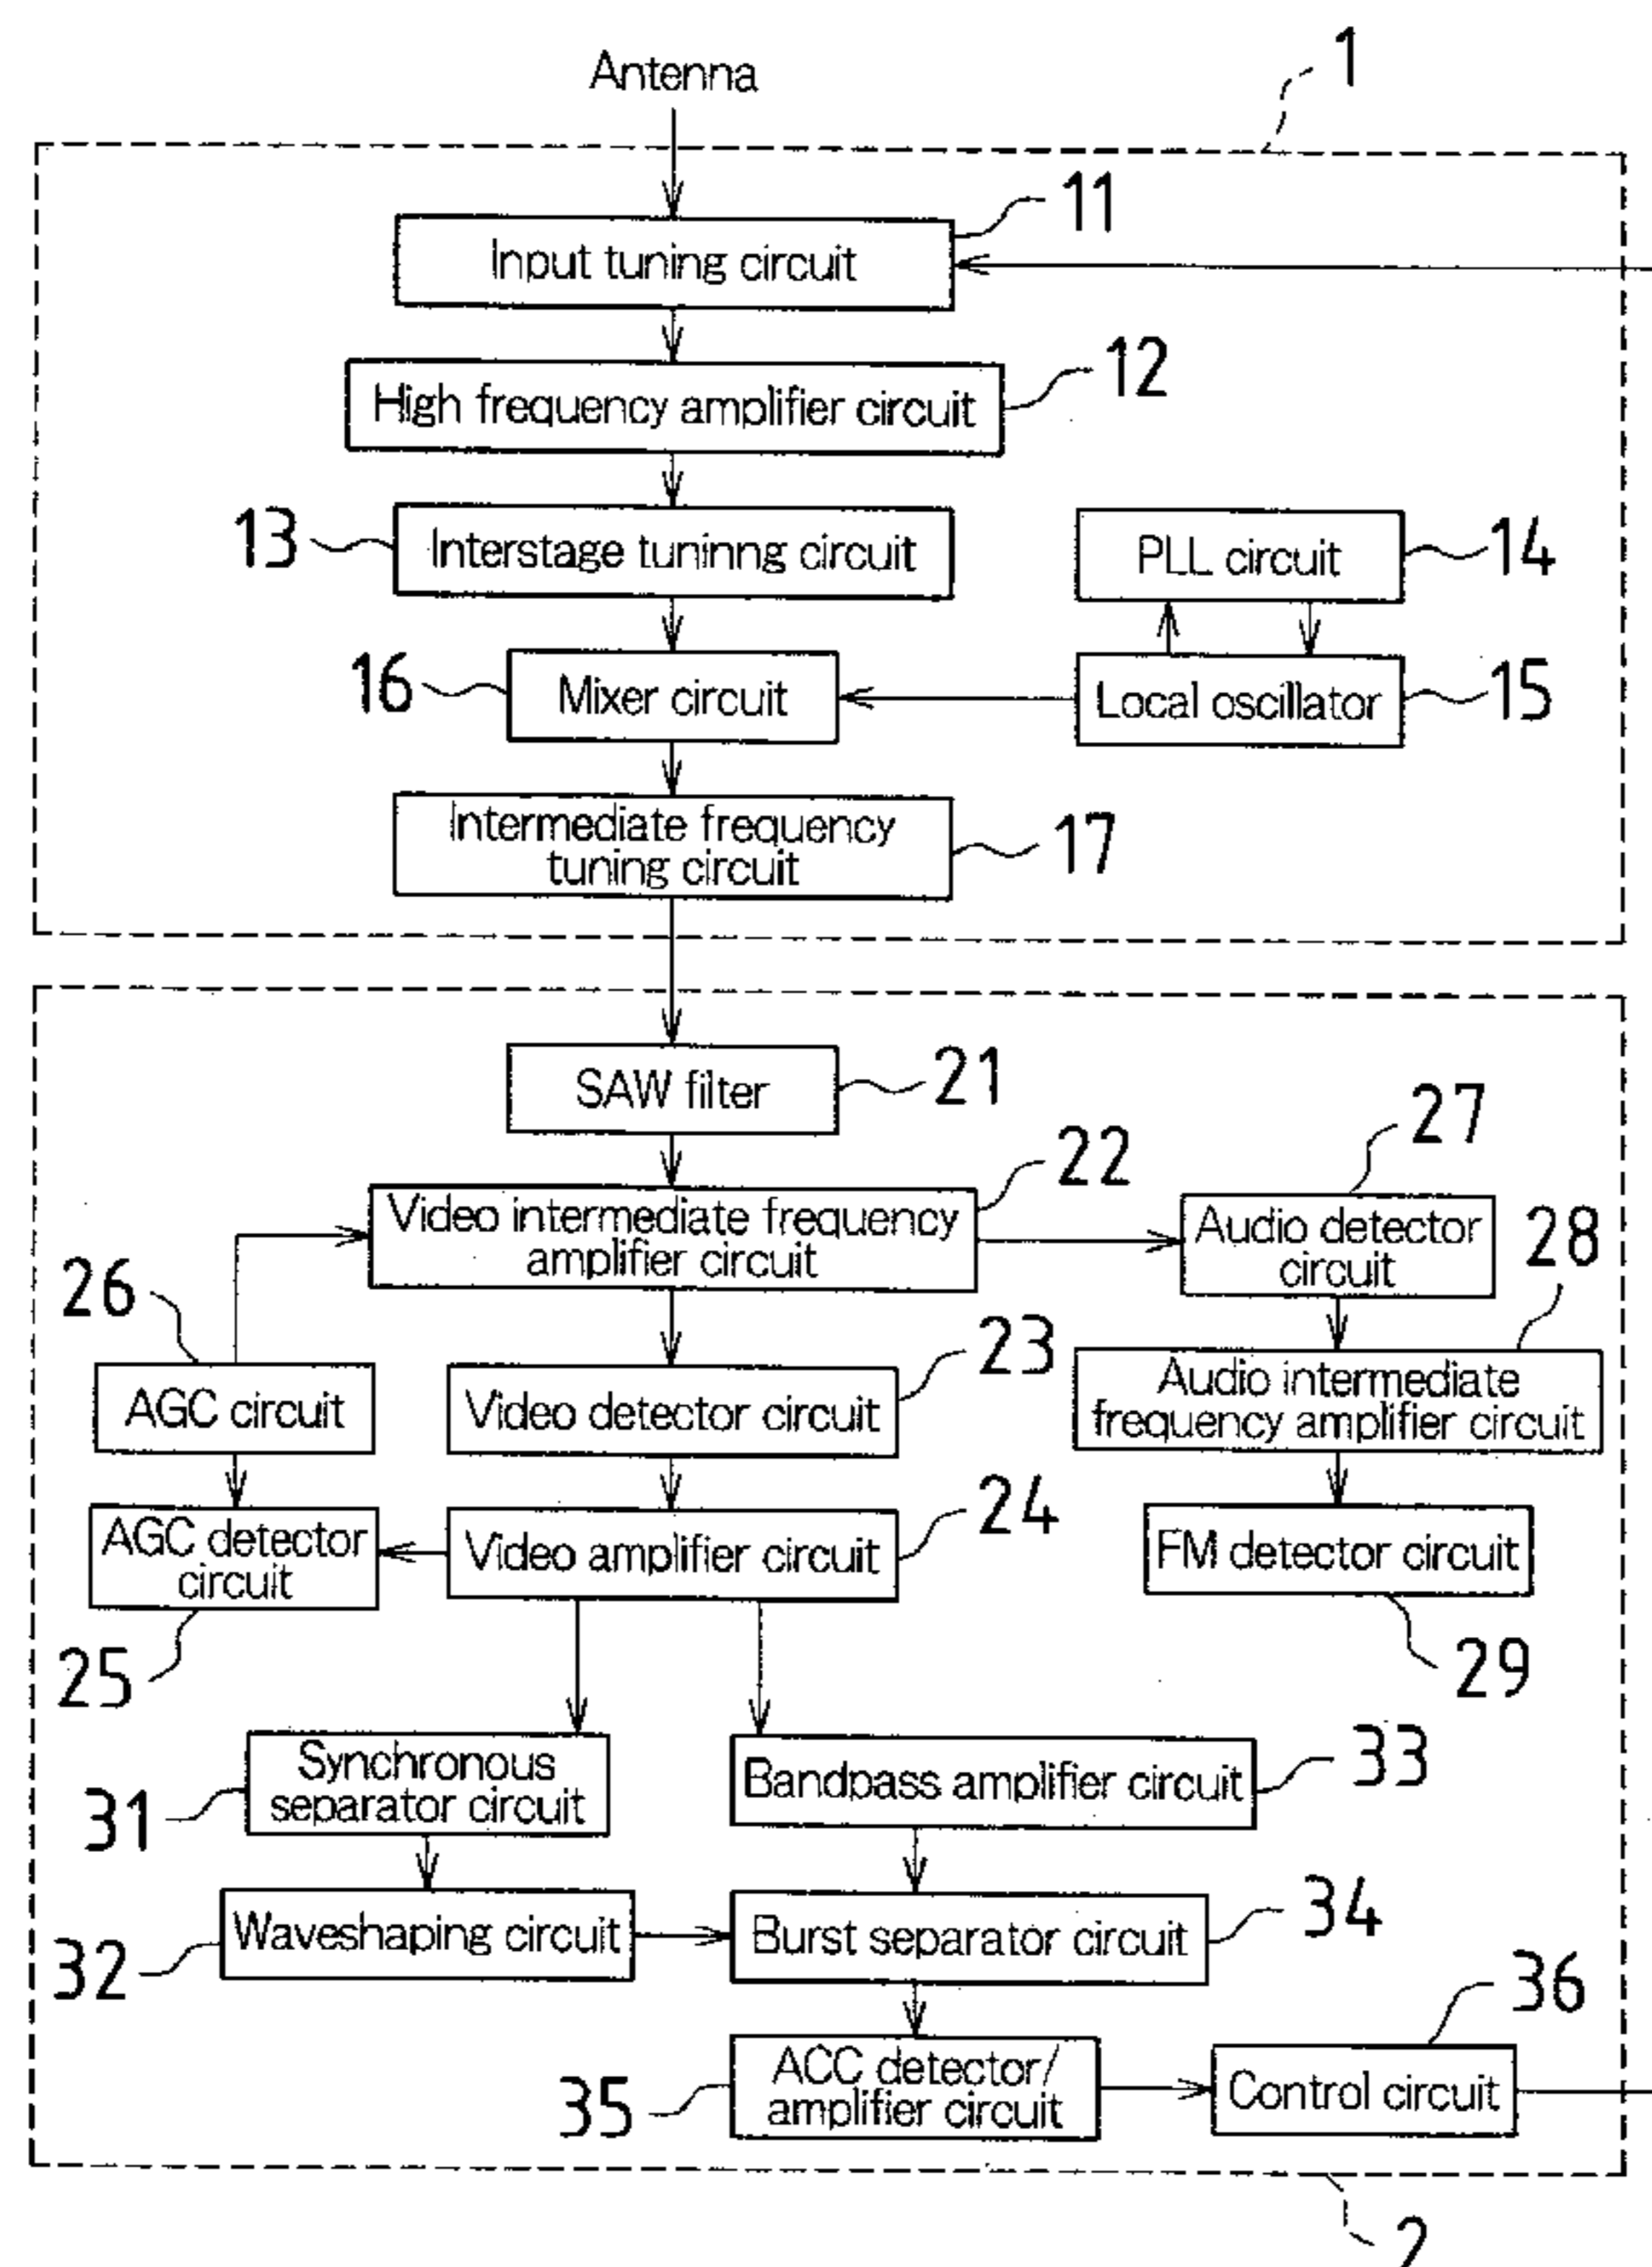 1
Antenna
11
Input tuning circuit
12
High frequency amplifier circuit
13
Interstage tuninng circuit
PLL circuit
14
16
Mixer circuit
Local oscillator
15
Intermediate frequency
tuning circuit
17
SAW filter
21
27
22
Video intermediate frequency
amplifier circuit
Audio detector
circuit
28
26
23
AGC circuit
Video detector circuit
Audio intermediate
frequency amplifier circuit
24
AGC detector
circuit
Video amplifier circuit
FM detector circuit
25
29
Synchronous
separator circuit
31
Bandpass amplifier circuit
33
Waveshaping circuit
32
Burst separator circuit
34
36
ACC detector/
amplifier circuit
35
Control circuit
2